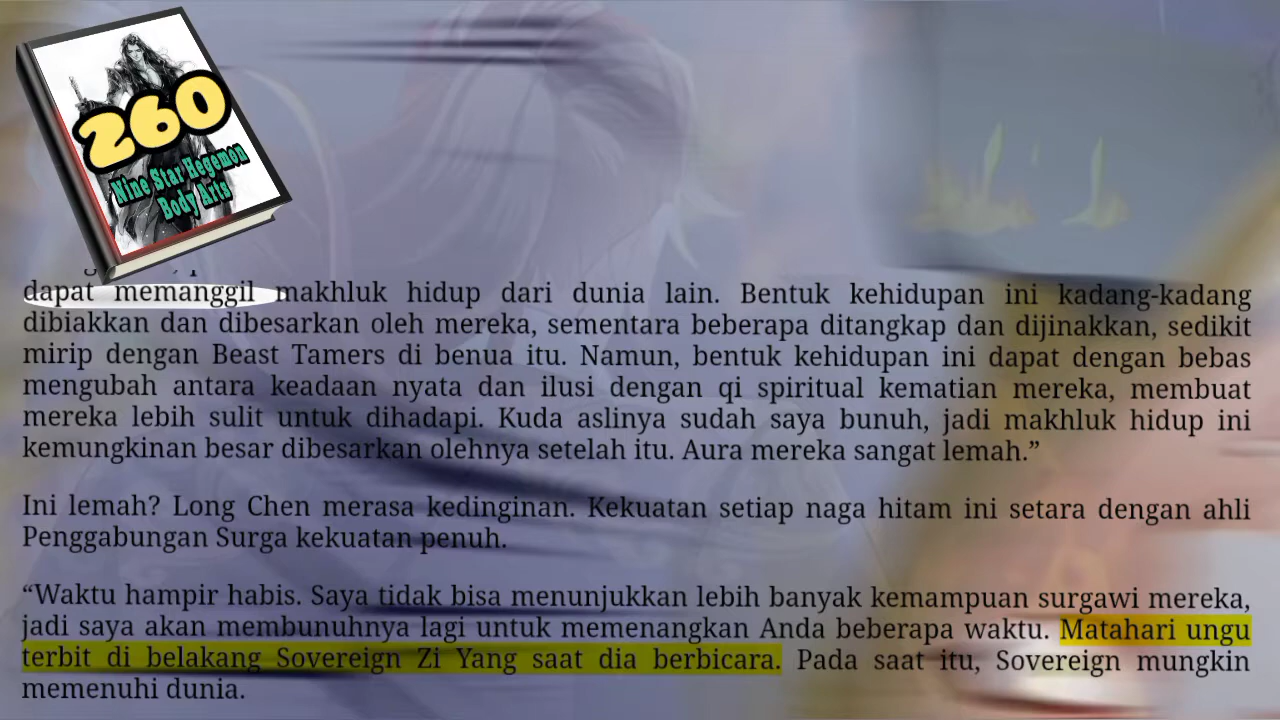 260
Nine Star Hegemon
Body Arts
dapat memanggil makhluk hidup dari dunia lain. Bentuk kehidupan ini kadang-kadang
dibiakkan dan dibesarkan oleh mereka, sementara beberapa ditangkap dan dijinakkan, sedikit
mirip dengan Beast Tamers di benua itu. Namun, bentuk kehidupan ini dapat dengan bebas
mengubah antara keadaan nyata dan ilusi dengan qi spiritual kematian mereka, membuat
mereka lebih sulit untuk dihadapi. Kuda aslinya sudah saya bunuh, jadi makhluk hidup ini
kemungkinan besar dibesarkan olehnya setelah itu. Aura mereka sangat lemah.”
Ini lemah? Long Chen merasa kedinginan. Kekuatan setiap naga hitam ini setara dengan ahli
Penggabungan Surga kekuatan penuh.
“Waktu hampir habis. Saya tidak bisa menunjukkan lebih banyak kemampuan surgawi mereka,
jadi saya akan membunuhnya lagi untuk memenangkan Anda beberapa waktu. Matahari ungu
terbit di belakang Sovereign Zi Yang saat dia berbicara. Pada saat itu, Sovereign mungkin
memenuhi dunia.